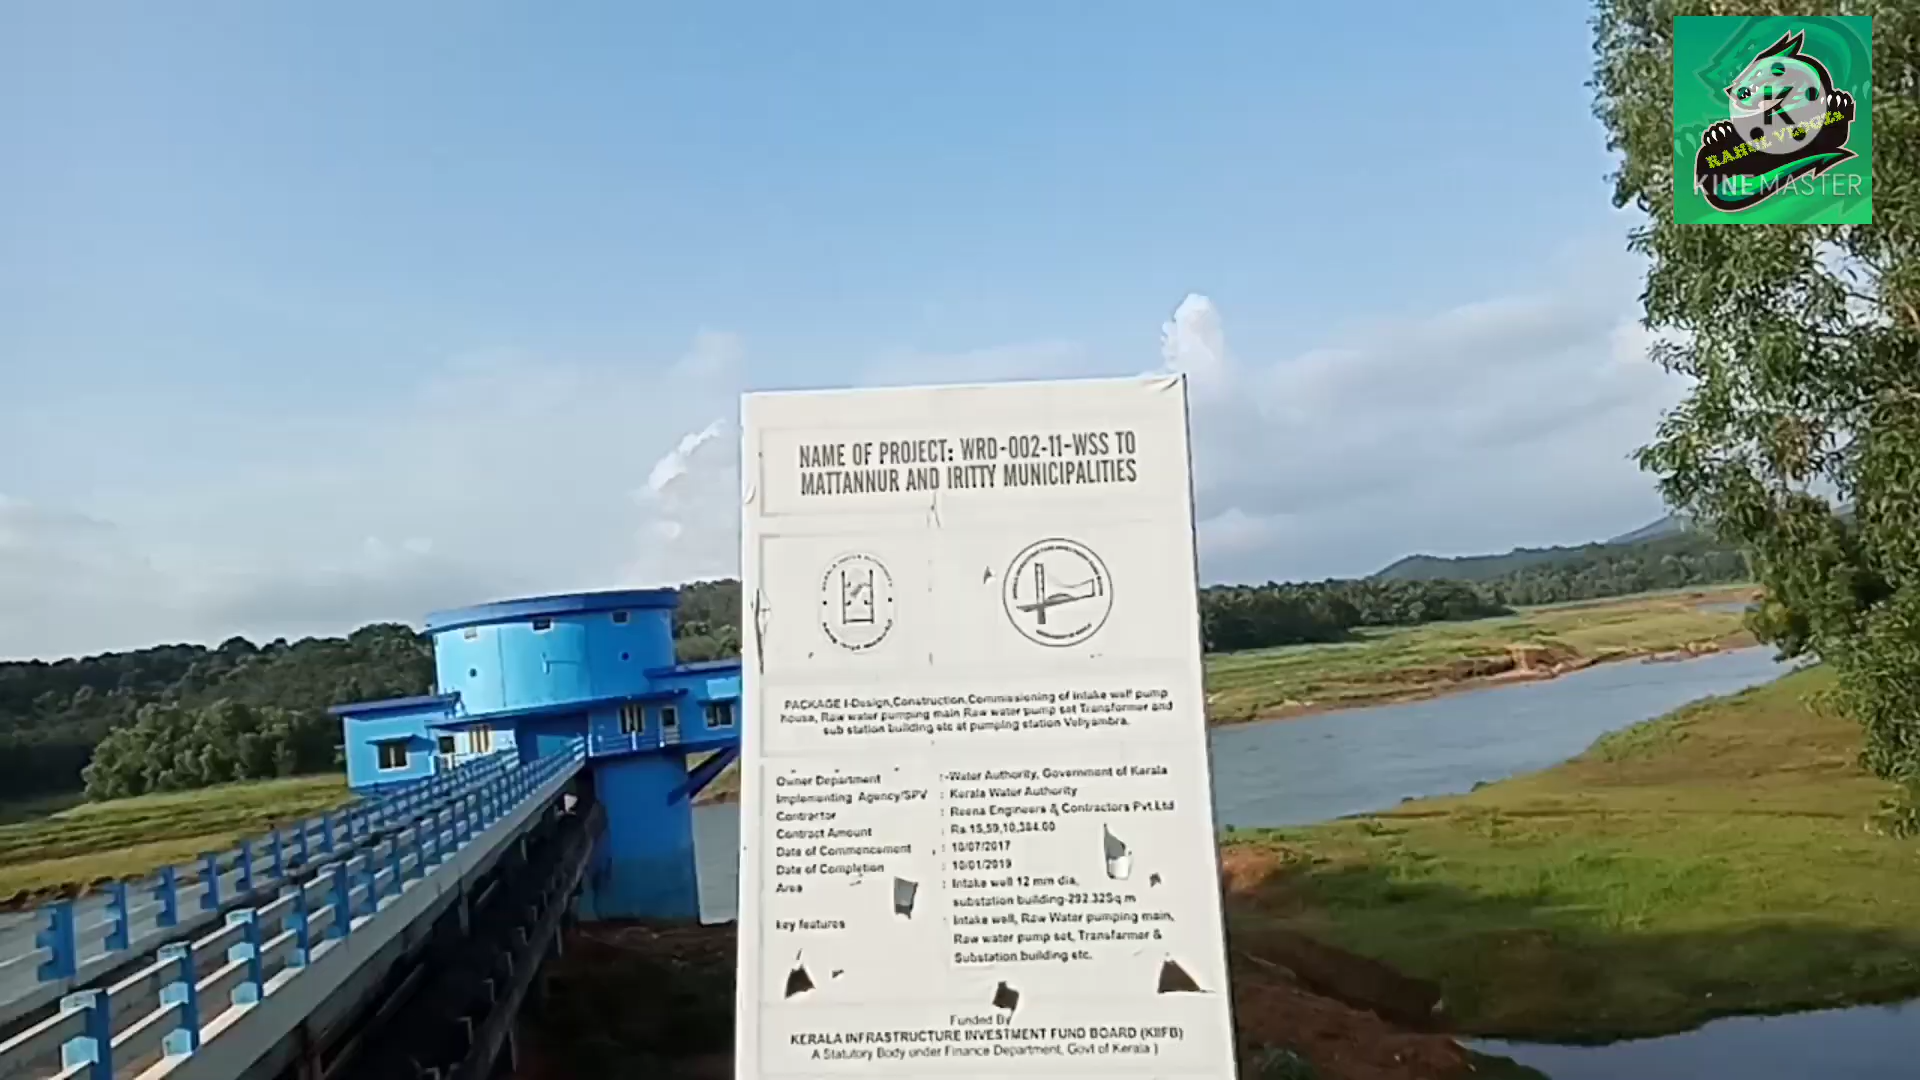 RAHUL VLOGZZ
KINEMASTER
NAME OF PROJECT: WRD-002-11-WSS TO
MATTANNUR AND IRITTY MUNICIPALITIES
PACKAGE I-Design,Construction,Commissioning of intake well pump
house, Raw water pumping main Raw water pump set Transformer and
sub station building etc at pumping station Veliyambra.
Owner Department :-Water Authority, Government of Kerala
Implementing Agency/SPV : Kerala Water Authority
Contractor : Reena Engineers & Contractors Pvt.Ltd
Contract Amount : Rs.15,59,10,384.00
Date of Commencement : 10/07/2017
Date of Completion : 10/01/2019
Area : Intake well 12 mm dia,
substation building-292.32Sq m
key features : Intake well, Raw Water pumping main,
Raw water pump set, Transfarmer &
Substation building etc.
Funded By
KERALA INFRASTRUCTURE INVESTMENT FUND BOARD (KIIFB)
A Statutory Body under Finance Department, Govt of Kerala )